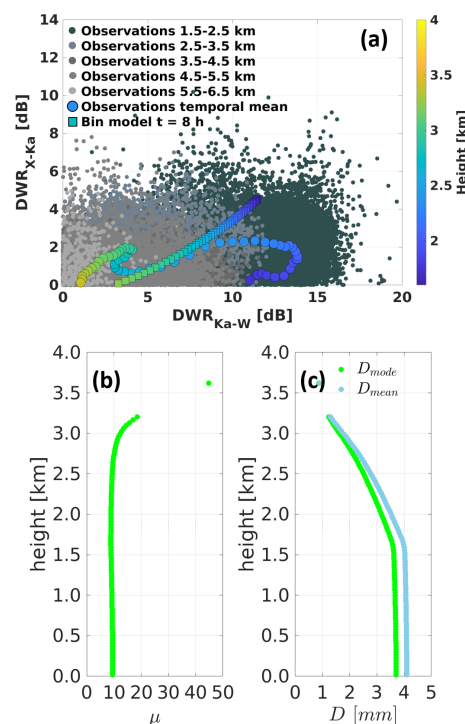 (a)
Observations 1.5-2.5 km
Observations 2.5-3.5 km
Observations 3.5-4.5 km
Observations 4.5-5.5 km
Observations 5.5-6.5 km
Observations temporal mean
Bin model t = 8 h
14
12
10
8
6
4
2
0
DWR X-Ka [dB]
0 5 10 15 20
DWR Ka-W [dB]
4
3.5
3
2.5
2
Height [km]
(b)
4.0
3.5
3.0
2.5
2.0
1.5
1.0
0.5
0.0
height [km]
0 10 20 30 40 50
μ
(c)
D mode
D mean
4.0
3.5
3.0
2.5
2.0
1.5
1.0
0.5
0.0
height [km]
0 1 2 3 4 5
D [mm]